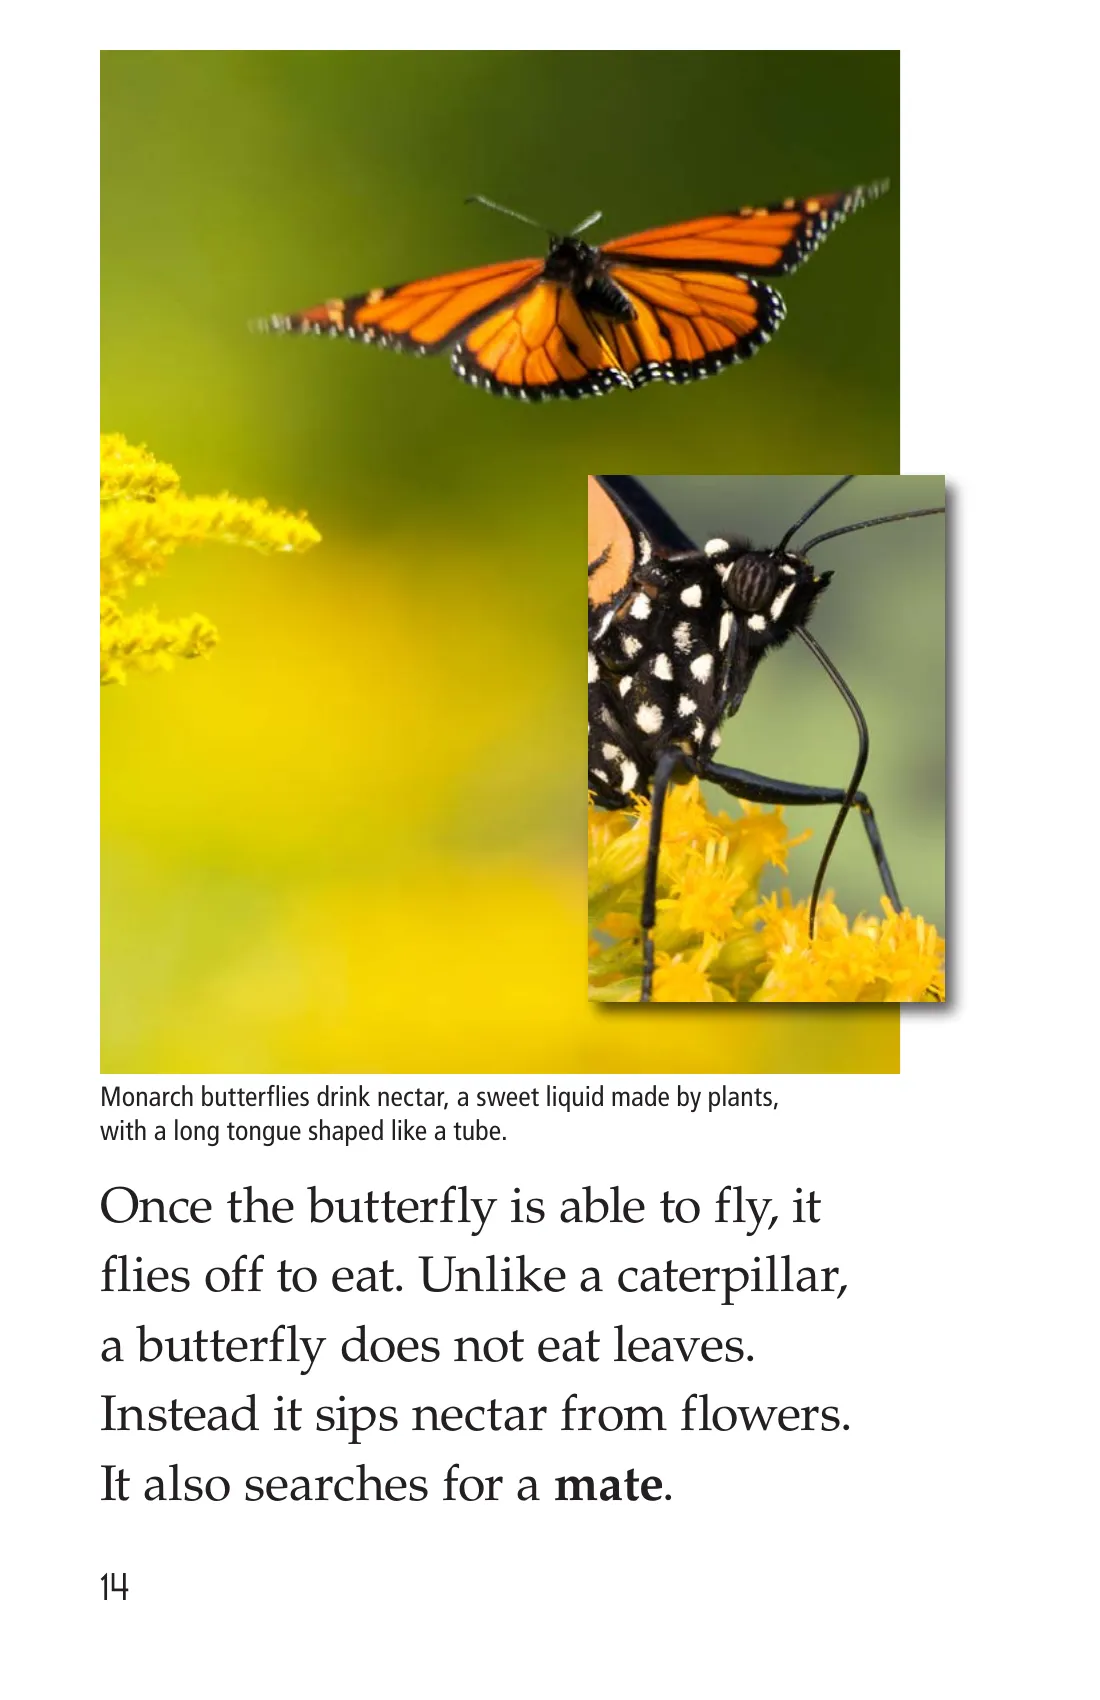 Monarch butterflies drink nectar, a sweet liquid made by plants,
with a long tongue shaped like a tube.
Once the butterfly is able to fly, it
flies off to eat. Unlike a caterpillar,
a butterfly does not eat leaves.
Instead it sips nectar from flowers.
It also searches for a mate.
14